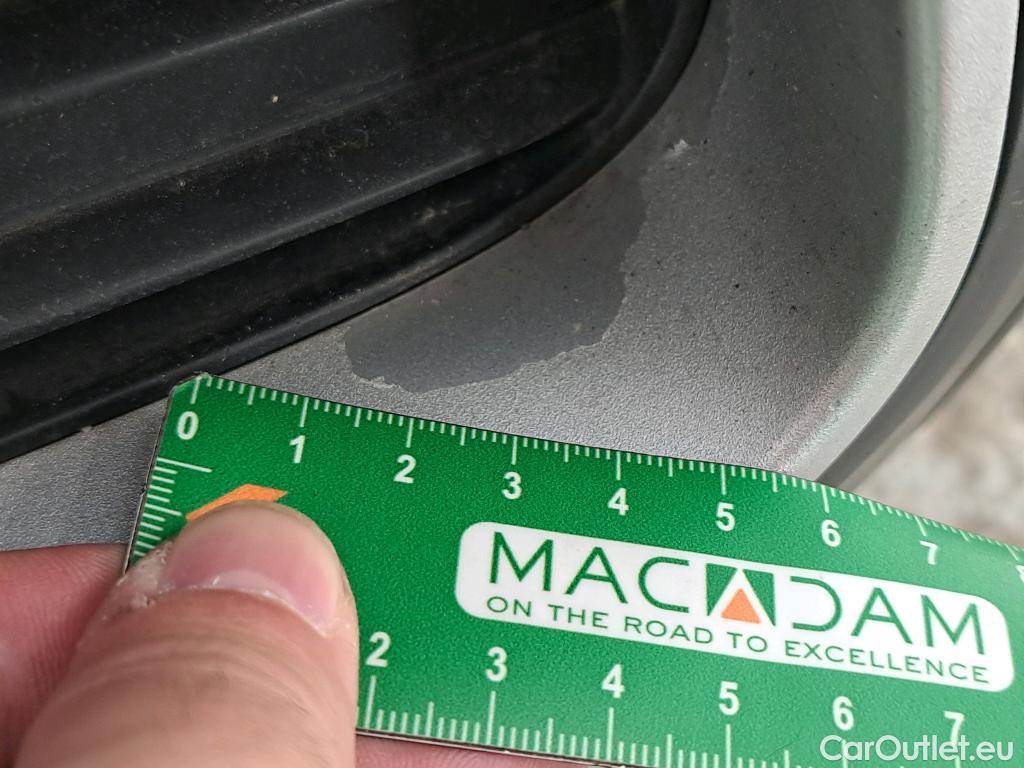 0 1 2 3 4 5 6 7 8
MACADAM
ON THE ROAD TO EXCELLENCE
2 3 4 5 6 7
CarOutlet.eu